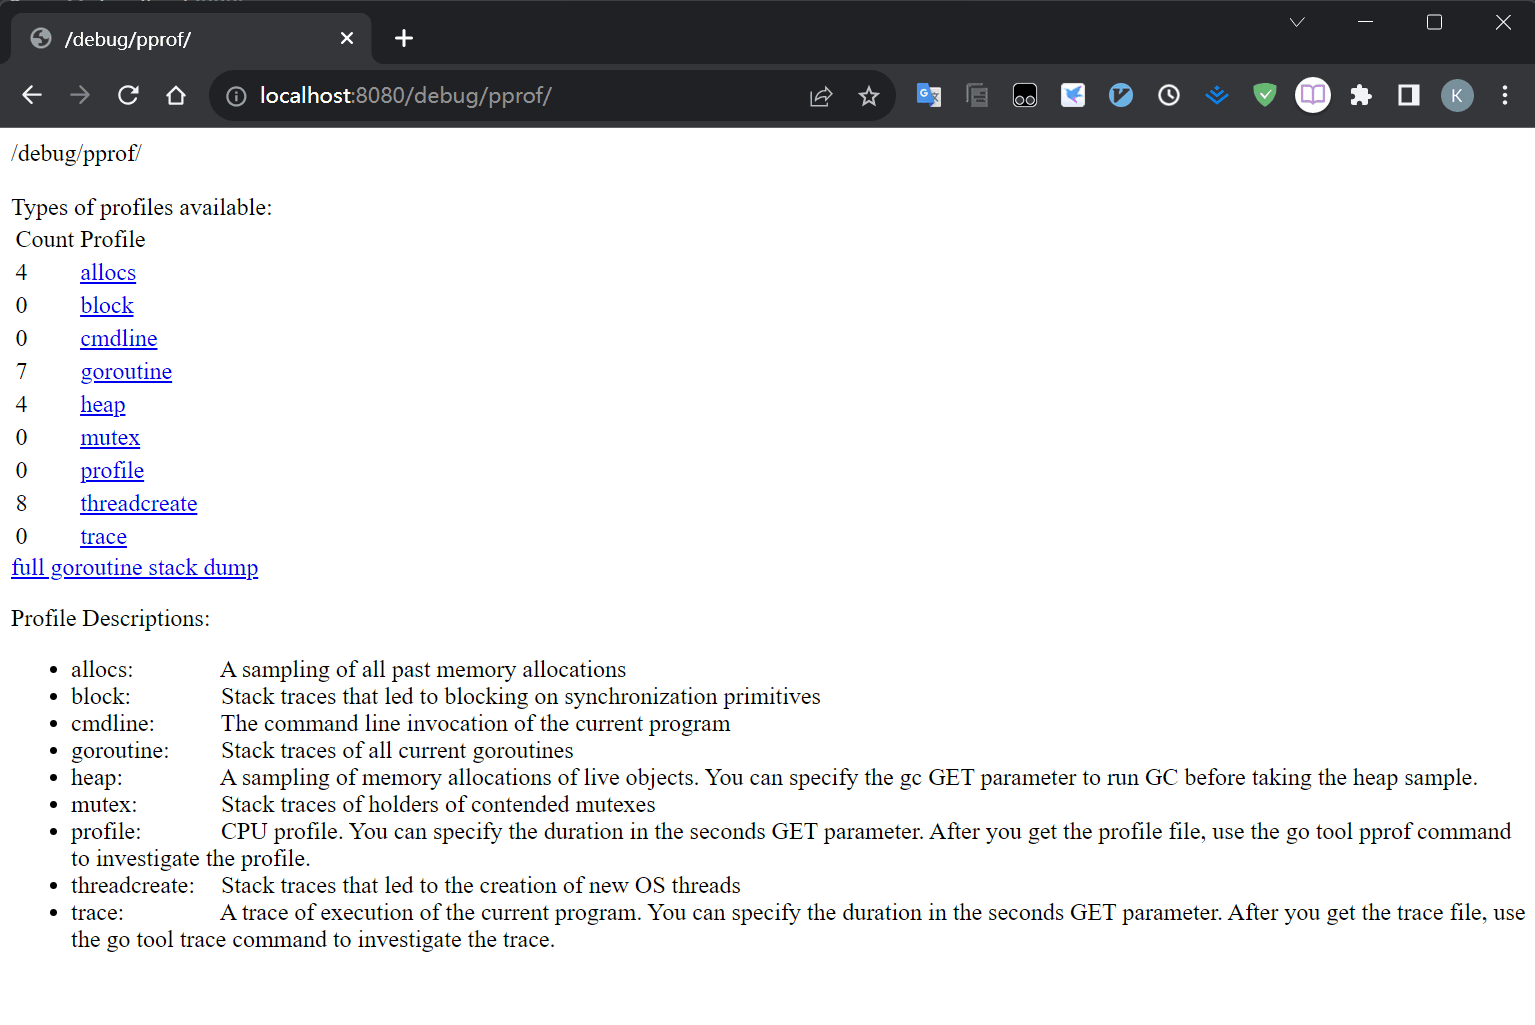 /debug/pprof/
localhost:8080/debug/pprof/
K
/debug/pprof/
Types of profiles available:
Count Profile
4 allocs
0 block
0 cmdline
7 goroutine
4 heap
0 mutex
0 profile
8 threadcreate
0 trace
full goroutine stack dump
Profile Descriptions:
• allocs: A sampling of all past memory allocations
• block: Stack traces that led to blocking on synchronization primitives
• cmdline: The command line invocation of the current program
• goroutine: Stack traces of all current goroutines
• heap: A sampling of memory allocations of live objects. You can specify the gc GET parameter to run GC before taking the heap sample.
• mutex: Stack traces of holders of contended mutexes
• profile: CPU profile. You can specify the duration in the seconds GET parameter. After you get the profile file, use the go tool pprof command
to investigate the profile.
• threadcreate: Stack traces that led to the creation of new OS threads
• trace: A trace of execution of the current program. You can specify the duration in the seconds GET parameter. After you get the trace file, use
the go tool trace command to investigate the trace.